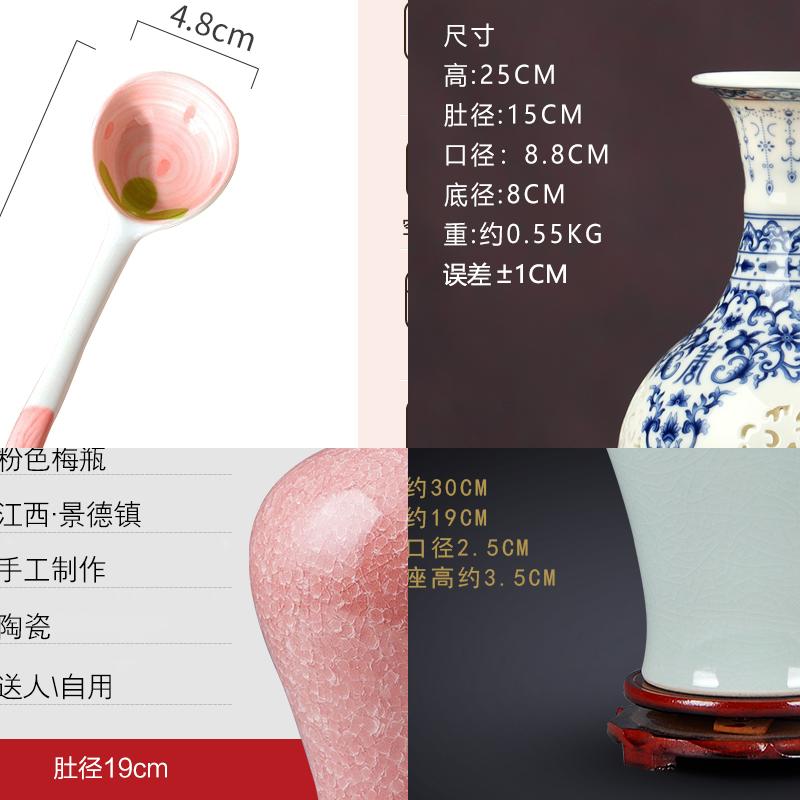 4.8cm
尺寸
高:25CM
肚径:15CM
口径: 8.8CM
底径:8CM
重:约0.55KG
误差±1CM
粉色梅瓶
江西·景德镇
手工制作
陶瓷
送人\自用
肚径19cm
约30CM
约19CM
口径2.5CM
座高约3.5CM